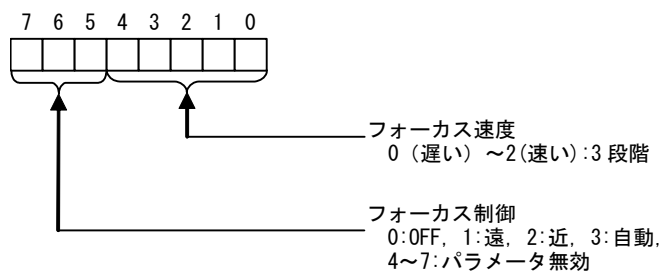 7 6 5 4 3 2 1 0
フォーカス速度
0（遅い）～2(速い):3段階
フォーカス制御
0:OFF, 1:遠, 2:近, 3:自動,
4～7:パラメータ無効